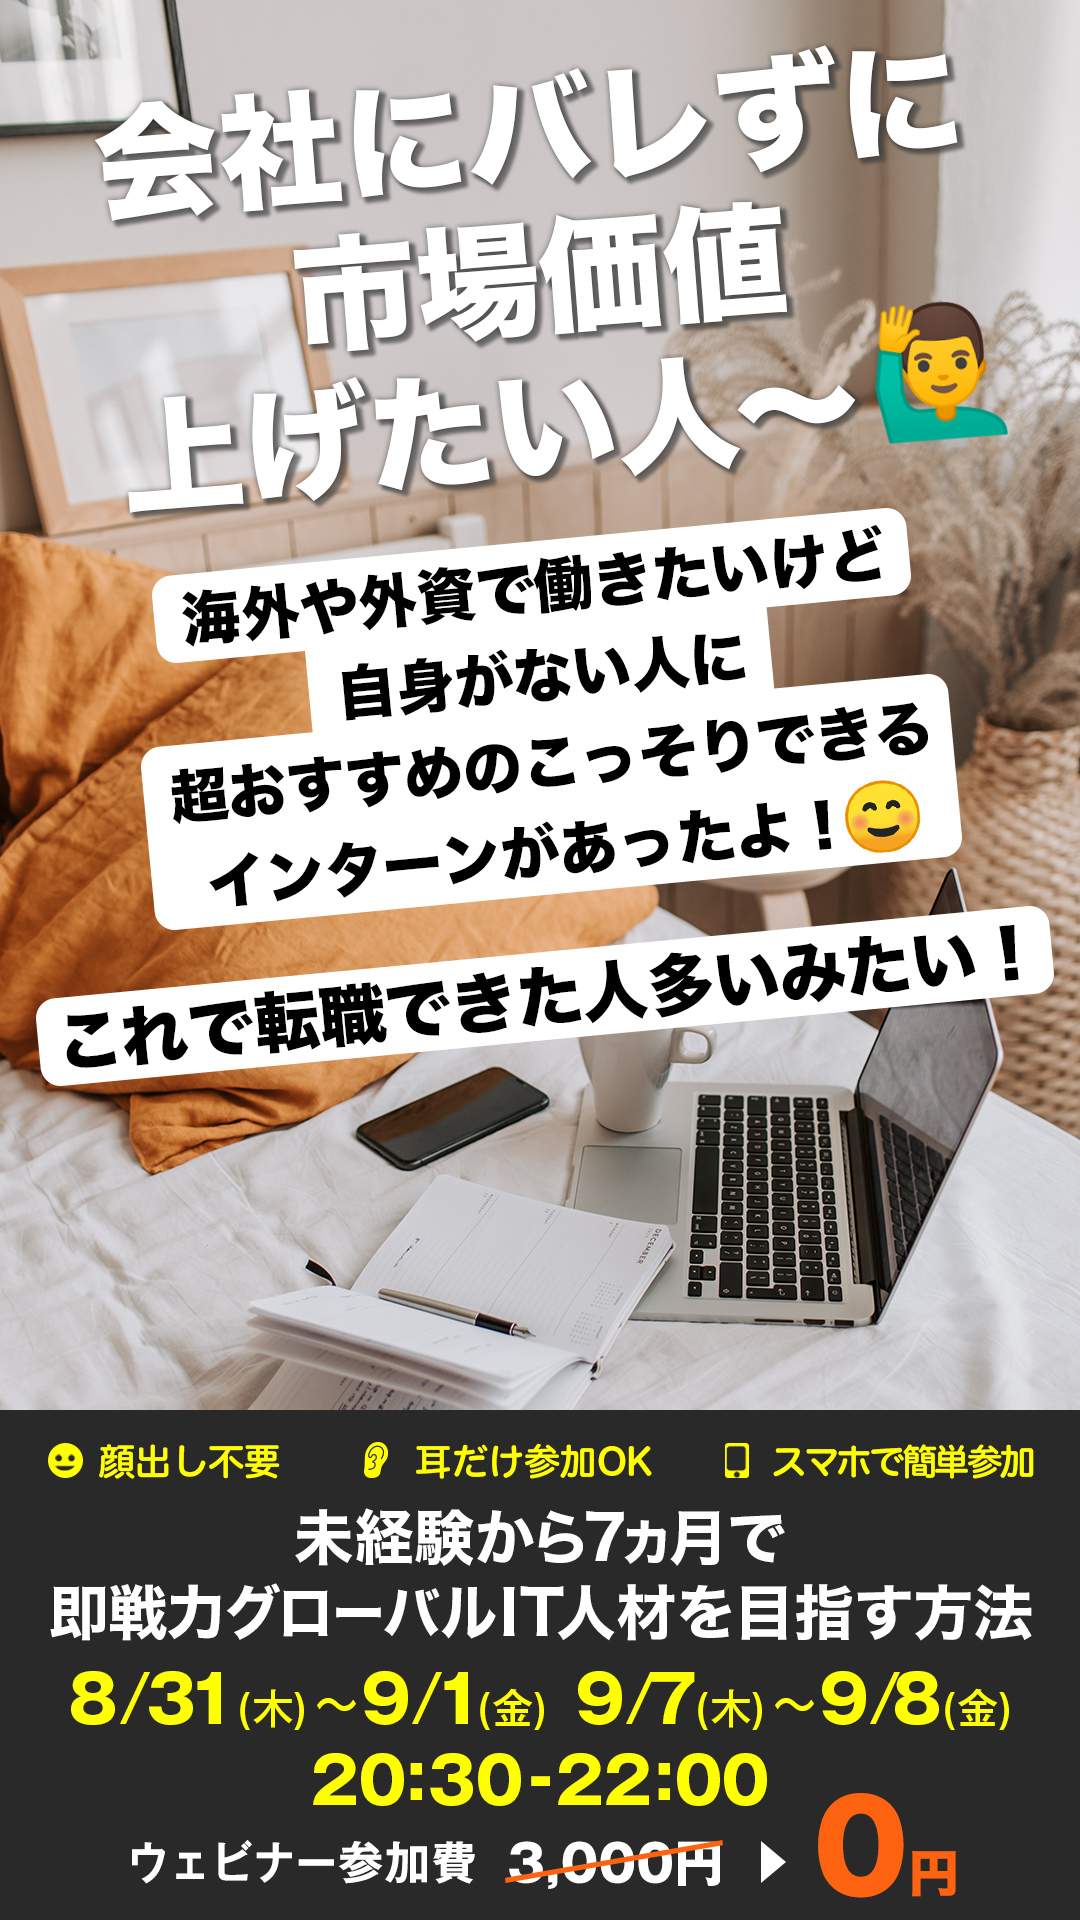 会社にバレずに
市場価値
上げたい人〜
海外や外資で働きたいけど
自身がない人に
超おすすめのこっそりできる
インターンがあったよ！
これで転職できた人多いみたい！
DECEMBER
顔出し不要 耳だけ参加OK スマホで簡単参加
未経験から7ヵ月で
即戦力グローバルIT人材を目指す方法
8/31(木)〜9/1(金) 9/7(木)〜9/8(金)
20:30-22:00
ウェビナー参加費 3,000円 ▶ 0円